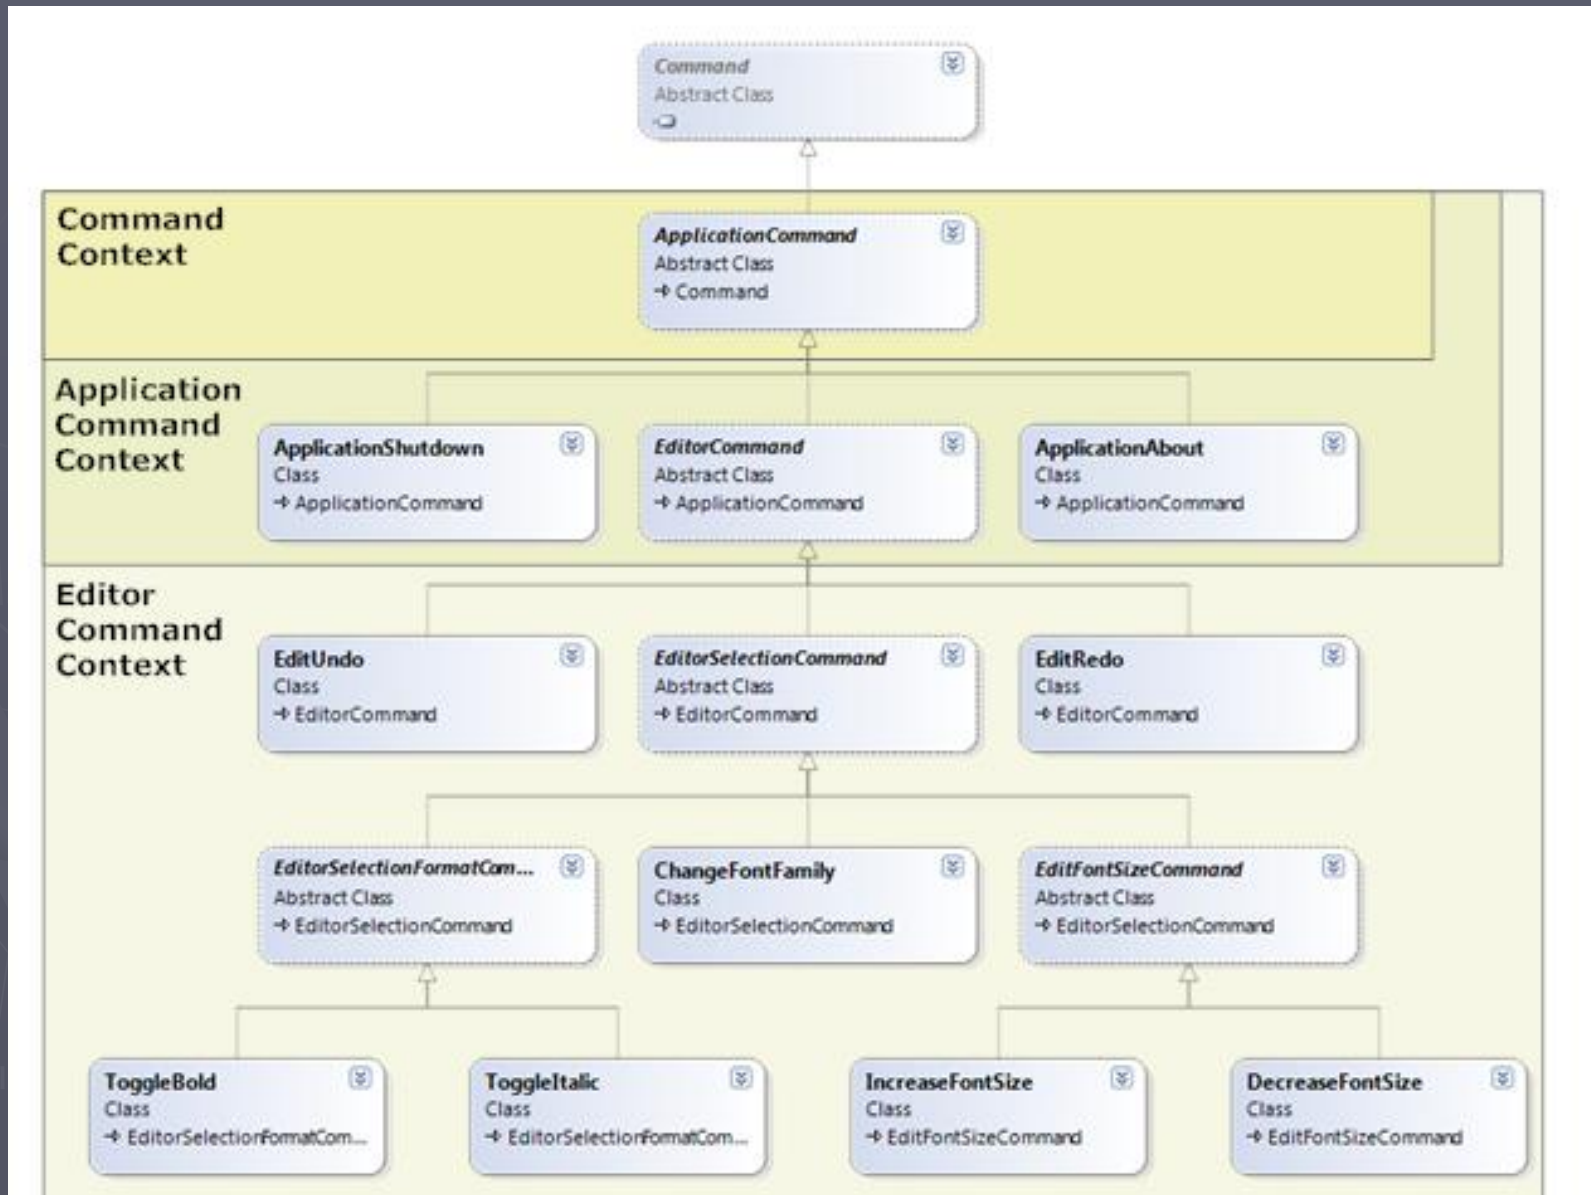 Command
Abstract Class
Command
Context
ApplicationCommand
Abstract Class
Command
Application
Command
Context
ApplicationShutdown
Class
ApplicationCommand
EditorCommand
Abstract Class
ApplicationCommand
ApplicationAbout
Class
ApplicationCommand
Editor
Command
Context
EditUndo
Class
EditorCommand
EditorSelectionCommand
Abstract Class
EditorCommand
EditRedo
Class
EditorCommand
EditorSelectionFormatCom...
Abstract Class
EditorSelectionCommand
ChangeFontFamily
Class
EditorSelectionCommand
EditFontSizeCommand
Abstract Class
EditorSelectionCommand
ToggleBold
Class
EditorSelectionFormatCom...
ToggleItalic
Class
EditorSelectionFormatCom...
IncreaseFontSize
Class
EditFontSizeCommand
DecreaseFontSize
Class
EditFontSizeCommand